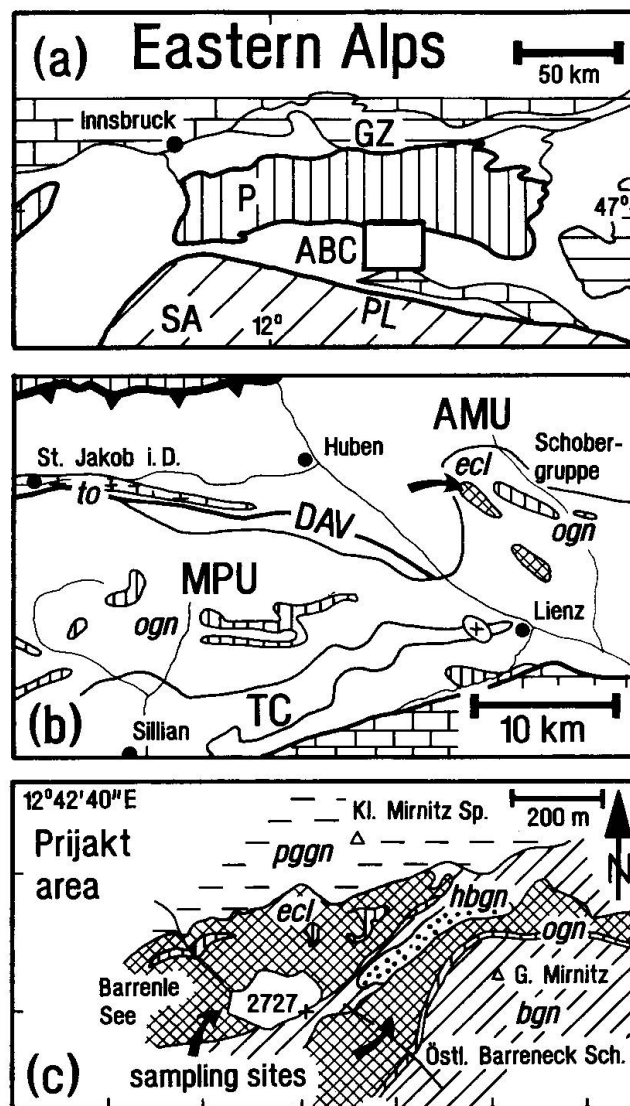 (a) Eastern Alps
50 km
Innsbruck
GZ
P
47°
ABC
SA
12°
PL
AMU
Huben
Schober-
gruppe
St. Jakob i. D.
ecl
to
DAV
ogn
MPU
ogn
Lienz
TC
(b)
Sillian
10 km
12°42'40"E
Kl. Mirnitz Sp.
200 m
Prijakt
area
pggn
N
hbgn
ecl
ogn
Barrenle
See
2727
G. Mirnitz
bgn
Östl. Barreneck Sch.
(c)
sampling sites